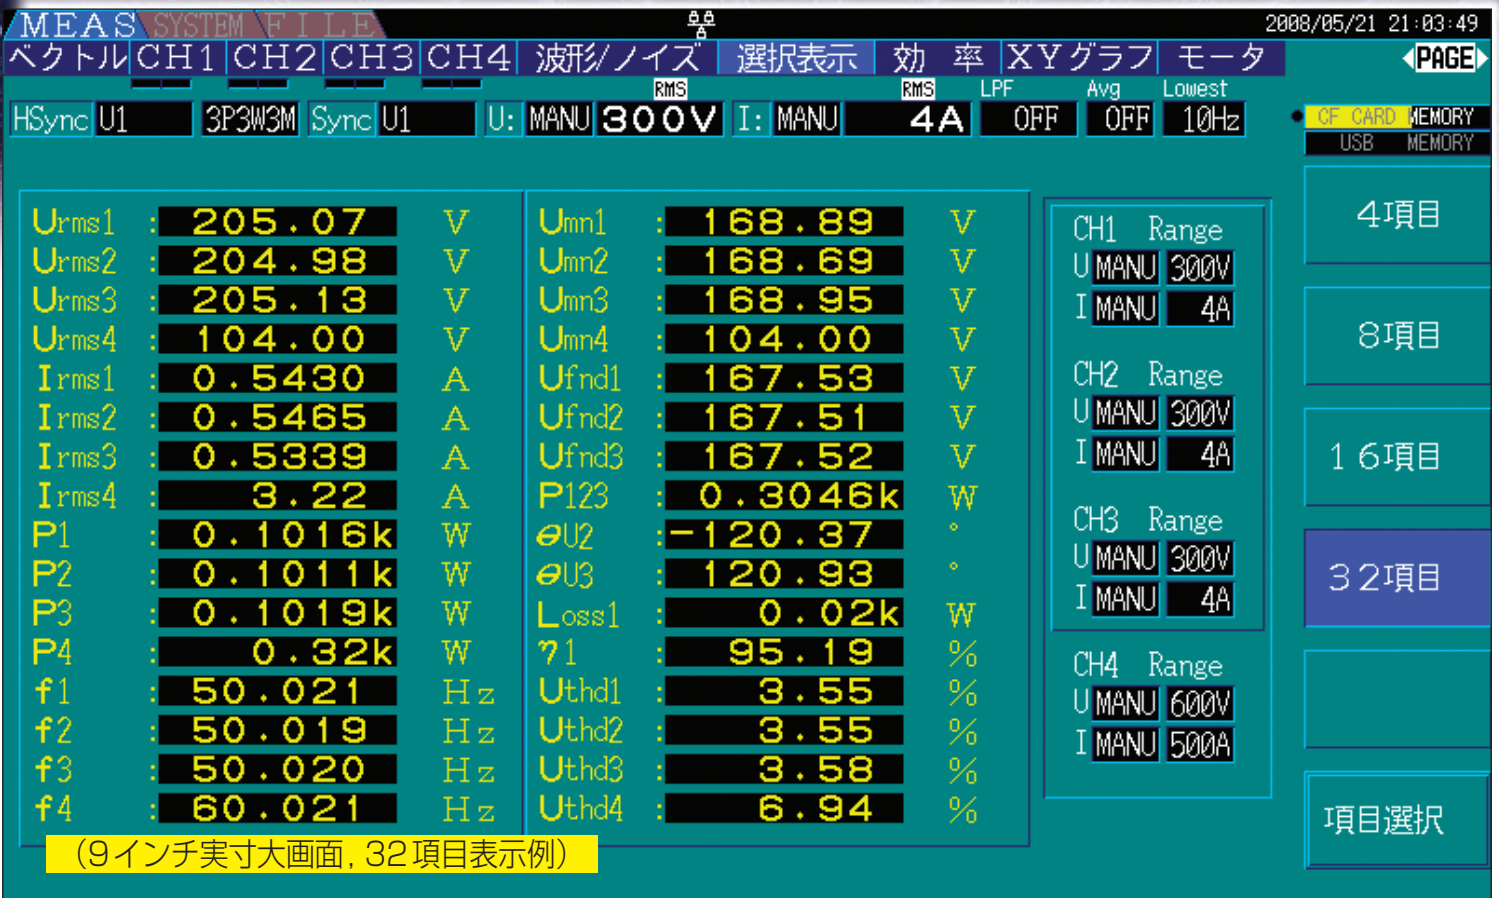 MEAS SYSTEM FILE 2008/05/21 21:03:49
ベクトル CH1 CH2 CH3 CH4 波形/ノイズ 選択表示 効 率 XYグラフ モータ PAGE
RMS RMS LPF Avg Lowest
HSync U1 3P3W3M Sync U1 U: MANU 300V I: MANU 4A OFF OFF 10Hz
CF CARD MEMORY
USB MEMORY
Urms1 : 205.07 V
Urms2 : 204.98 V
Urms3 : 205.13 V
Urms4 : 104.00 V
Irms1 : 0.5430 A
Irms2 : 0.5465 A
Irms3 : 0.5339 A
Irms4 : 3.22 A
P1 : 0.1016k W
P2 : 0.1011k W
P3 : 0.1019k W
P4 : 0.32k W
f1 : 50.021 Hz
f2 : 50.019 Hz
f3 : 50.020 Hz
f4 : 60.021 Hz
Umn1 : 168.89 V
Umn2 : 168.69 V
Umn3 : 168.95 V
Umn4 : 104.00 V
Ufnd1 : 167.53 V
Ufnd2 : 167.51 V
Ufnd3 : 167.52 V
P123 : 0.3046k W
θU2 :-120.37 °
θU3 : 120.93 °
Loss1 : 0.02k W
η1 : 95.19 %
Uthd1 : 3.55 %
Uthd2 : 3.55 %
Uthd3 : 3.58 %
Uthd4 : 6.94 %
CH1 Range
U MANU 300V
I MANU 4A
CH2 Range
U MANU 300V
I MANU 4A
CH3 Range
U MANU 300V
I MANU 4A
CH4 Range
U MANU 600V
I MANU 500A
4項目
8項目
16項目
32項目
項目選択
（9インチ実寸大画面, 32項目表示例）